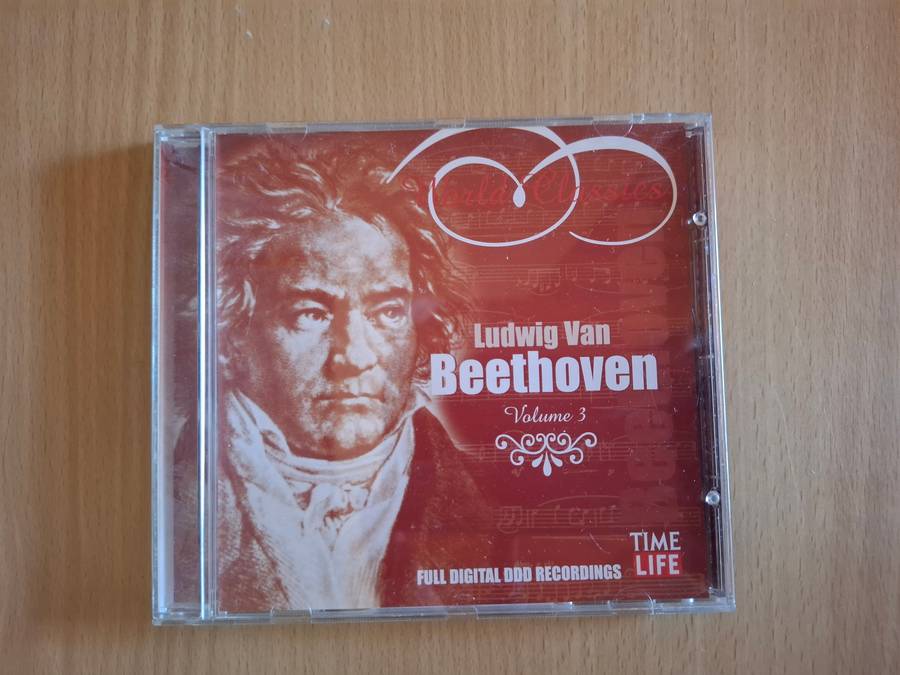 World Classics
Ludwig Van
Beethoven
Volume 3
TIME
LIFE
FULL DIGITAL DDD RECORDINGS